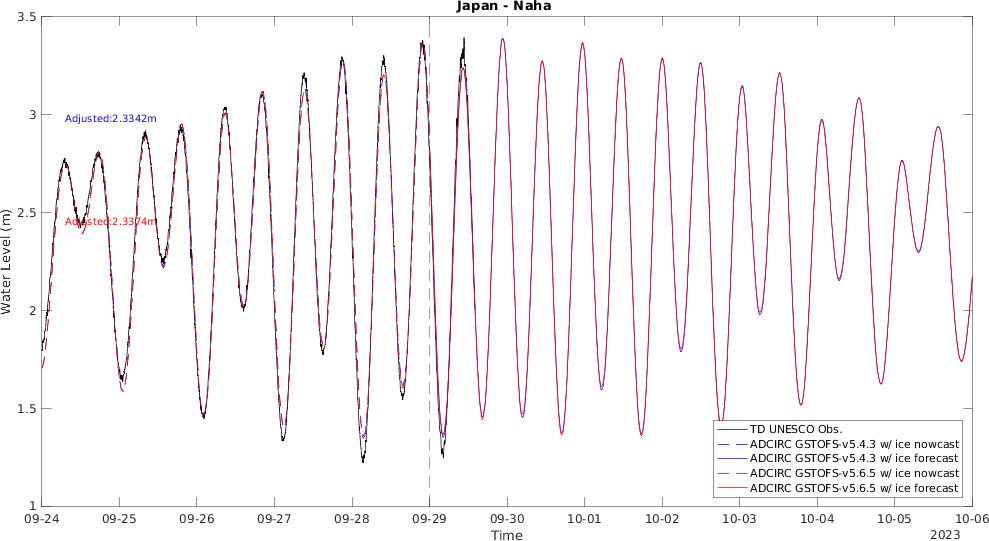 Japan - Naha
3.5
3
2.5
2
1.5
1
Water Level (m)
Adjusted:2.3342m
Adjusted:2.3374m
TD UNESCO Obs.
ADCIRC GSTOFS-v5.4.3 w/ ice nowcast
ADCIRC GSTOFS-v5.4.3 w/ ice forecast
ADCIRC GSTOFS-v5.6.5 w/ ice nowcast
ADCIRC GSTOFS-v5.6.5 w/ ice forecast
09-24 09-25 09-26 09-27 09-28 09-29 09-30 10-01 10-02 10-03 10-04 10-05 10-06
Time
2023